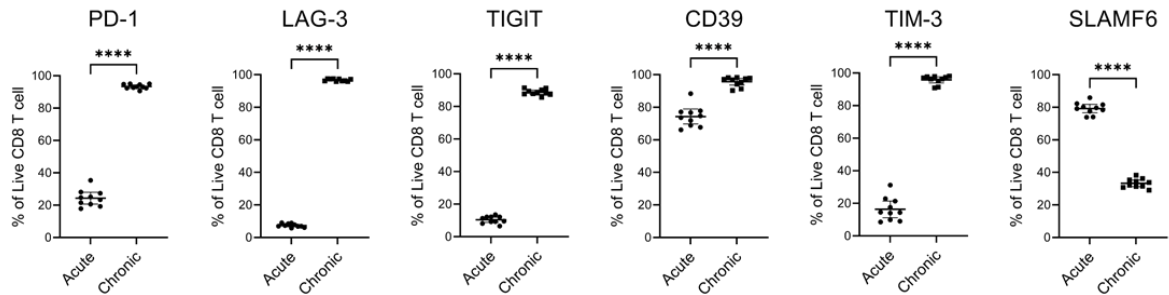 PD-1
****
% of Live CD8 T cell
100
80
60
40
20
0
Acute
Chronic
LAG-3
****
% of Live CD8 T cell
100
80
60
40
20
0
Acute
Chronic
TIGIT
****
% of Live CD8 T cell
100
80
60
40
20
0
Acute
Chronic
CD39
****
% of Live CD8 T cell
100
80
60
40
20
0
Acute
Chronic
TIM-3
****
% of Live CD8 T cell
100
80
60
40
20
0
Acute
Chronic
SLAMF6
****
% of Live CD8 T cell
100
80
60
40
20
0
Acute
Chronic